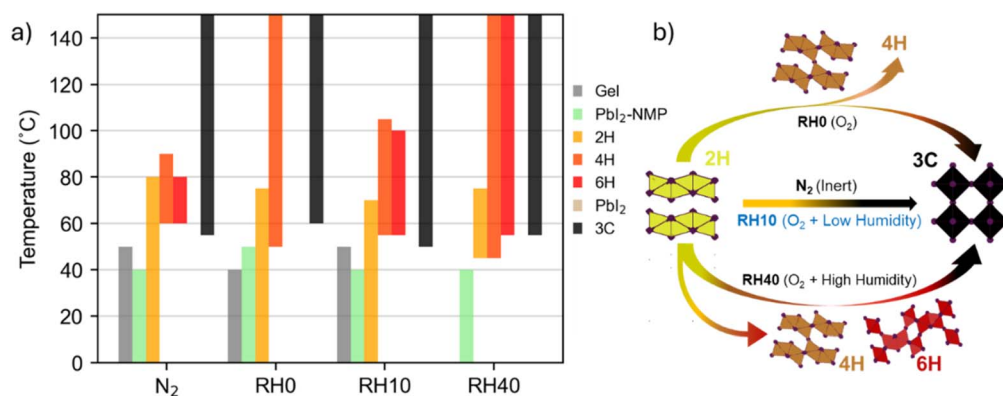 a)
Temperature (˚C)
140
120
100
80
60
40
20
0
N₂
RH0
RH10
RH40
Gel
PbI₂-NMP
2H
4H
6H
PbI₂
3C
b)
4H
RH0 (O₂)
2H
3C
N₂ (Inert)
RH10 (O₂ + Low Humidity)
RH40 (O₂ + High Humidity)
4H
6H